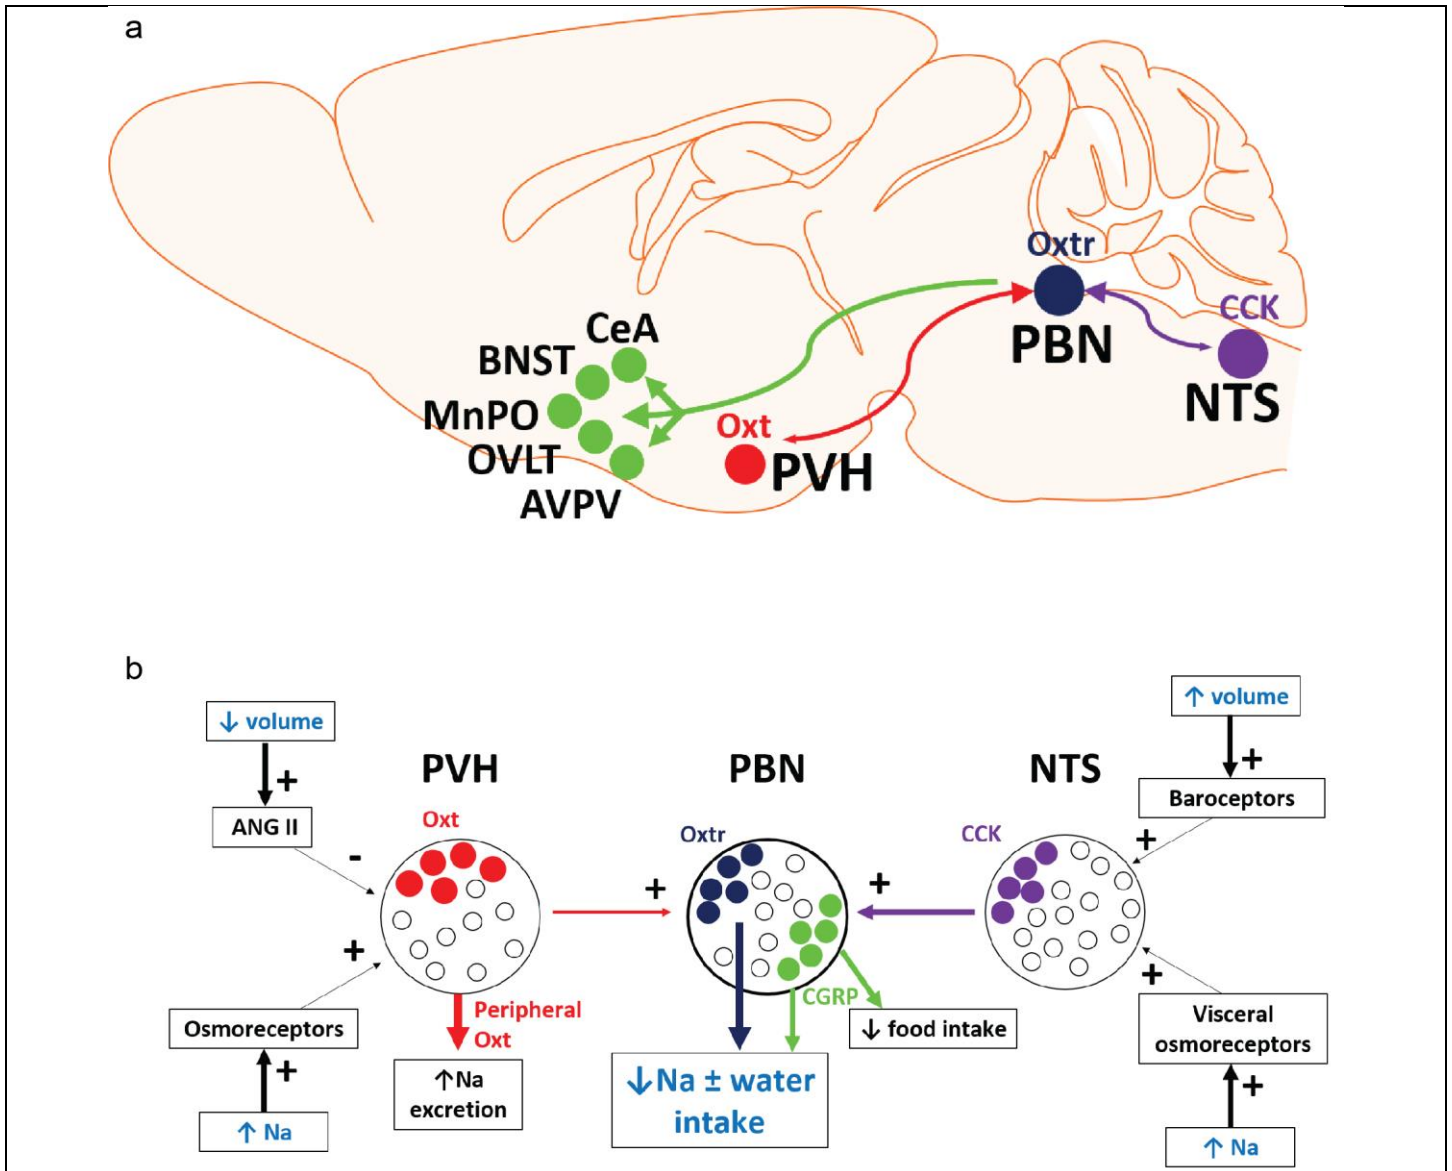 a
Oxtr
PBN
CCK
NTS
CeA
BNST
MnPO
OVLT
AVPV
Oxt
PVH
b
↓ volume
+
ANG II
-
Osmoreceptors
+
+
↑ Na
PVH
Oxt
Peripheral
Oxt
↑Na
excretion
+
PBN
Oxtr
CGRP
↓ food intake
↓Na ± water
intake
+
NTS
CCK
↑ volume
+
Baroceptors
+
+
Visceral
osmoreceptors
+
↑ Na